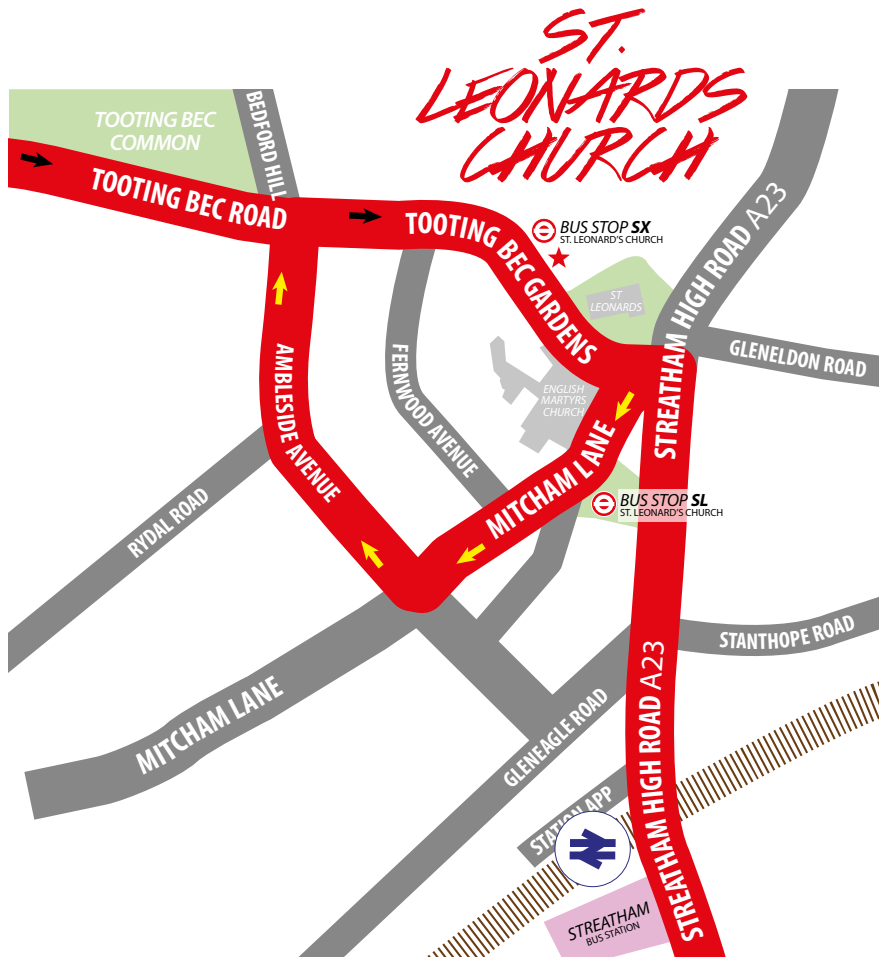 ST.
LEONARDS
CHURCH
TOOTING BEC
COMMON
BEDFORD HILL
TOOTING BEC ROAD
TOOTING BEC GARDENS
BUS STOP SX
ST. LEONARD'S CHURCH
ST
LEONARDS
STREATHAM HIGH ROAD A23
GLENELDON ROAD
AMBLESIDE AVENUE
FERNWOOD AVENUE
ENGLISH
MARTYRS
CHURCH
MITCHAM LANE
BUS STOP SL
ST. LEONARD'S CHURCH
RYDAL ROAD
STANTHOPE ROAD
MITCHAM LANE
GLENEAGLE ROAD
STREATHAM HIGH ROAD A23
STATION APP
STREATHAM HIGH ROAD
STREATHAM
BUS STATION